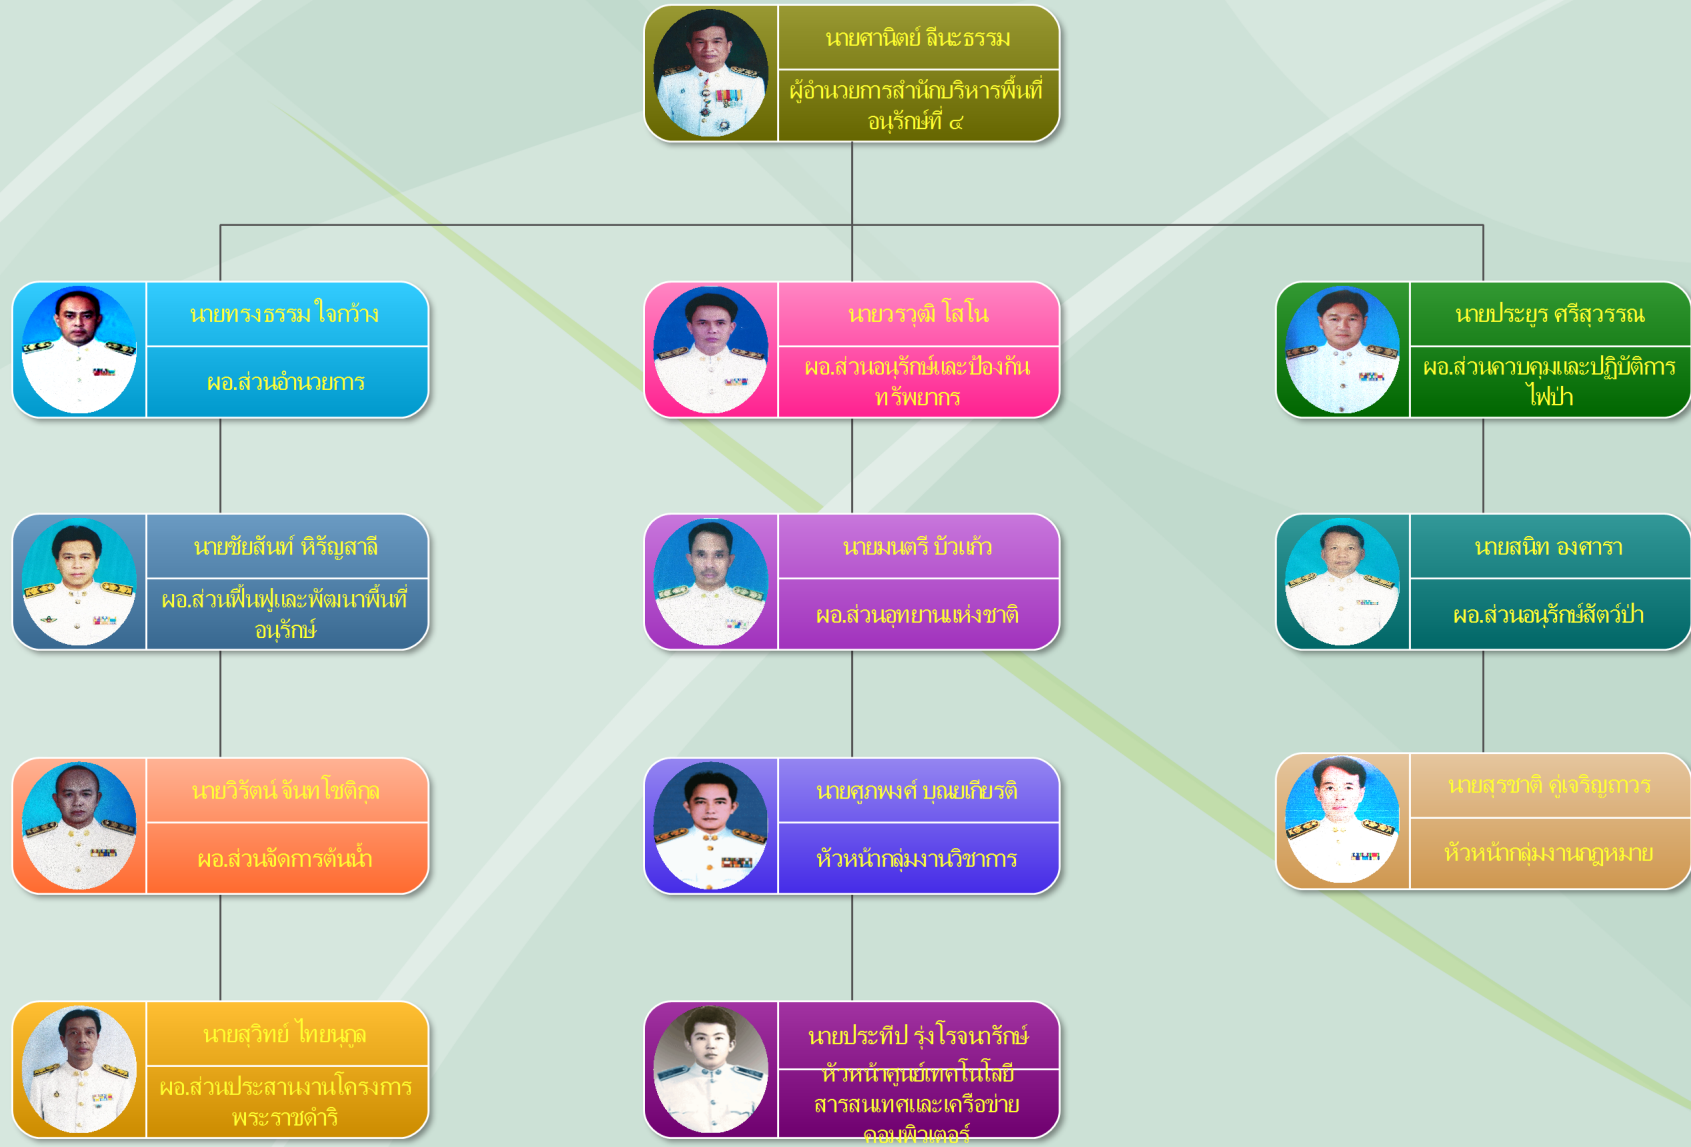 นายศานิตย์ ลีนะธรรม
ผู้อำนวยการสำนักบริหารพื้นที่
อนุรักษ์ที่ ๔
นายทรงธรรม ใจกว้าง
ผอ.ส่วนอำนวยการ
นายวรวุฒิ โสโน
ผอ.ส่วนอนุรักษ์และป้องกัน
ทรัพยากร
นายประยูร ศรีสุวรรณ
ผอ.ส่วนควบคุมและปฏิบัติการ
ไฟป่า
นายชัยสันท์ หิรัญสาลี
ผอ.ส่วนฟื้นฟูและพัฒนาพื้นที่
อนุรักษ์
นายมนตรี บัวแก้ว
ผอ.ส่วนอุทยานแห่งชาติ
นายสนิท องศารา
ผอ.ส่วนอนุรักษ์สัตว์ป่า
นายวิรัตน์ จันทโชติกุล
ผอ.ส่วนจัดการต้นน้ำ
นายศุภพงศ์ บุณยเกียรติ
หัวหน้ากลุ่มงานวิชาการ
นายสุรชาติ คู่เจริญถาวร
หัวหน้ากลุ่มงานกฎหมาย
นายสุวิทย์ ไทยนุกูล
ผอ.ส่วนประสานงานโครงการ
พระราชดำริ
นายประทีป รุ่งโรจนารักษ์
หัวหน้าศูนย์เทคโนโลยี
สารสนเทศและเครือข่าย
คอมพิวเตอร์